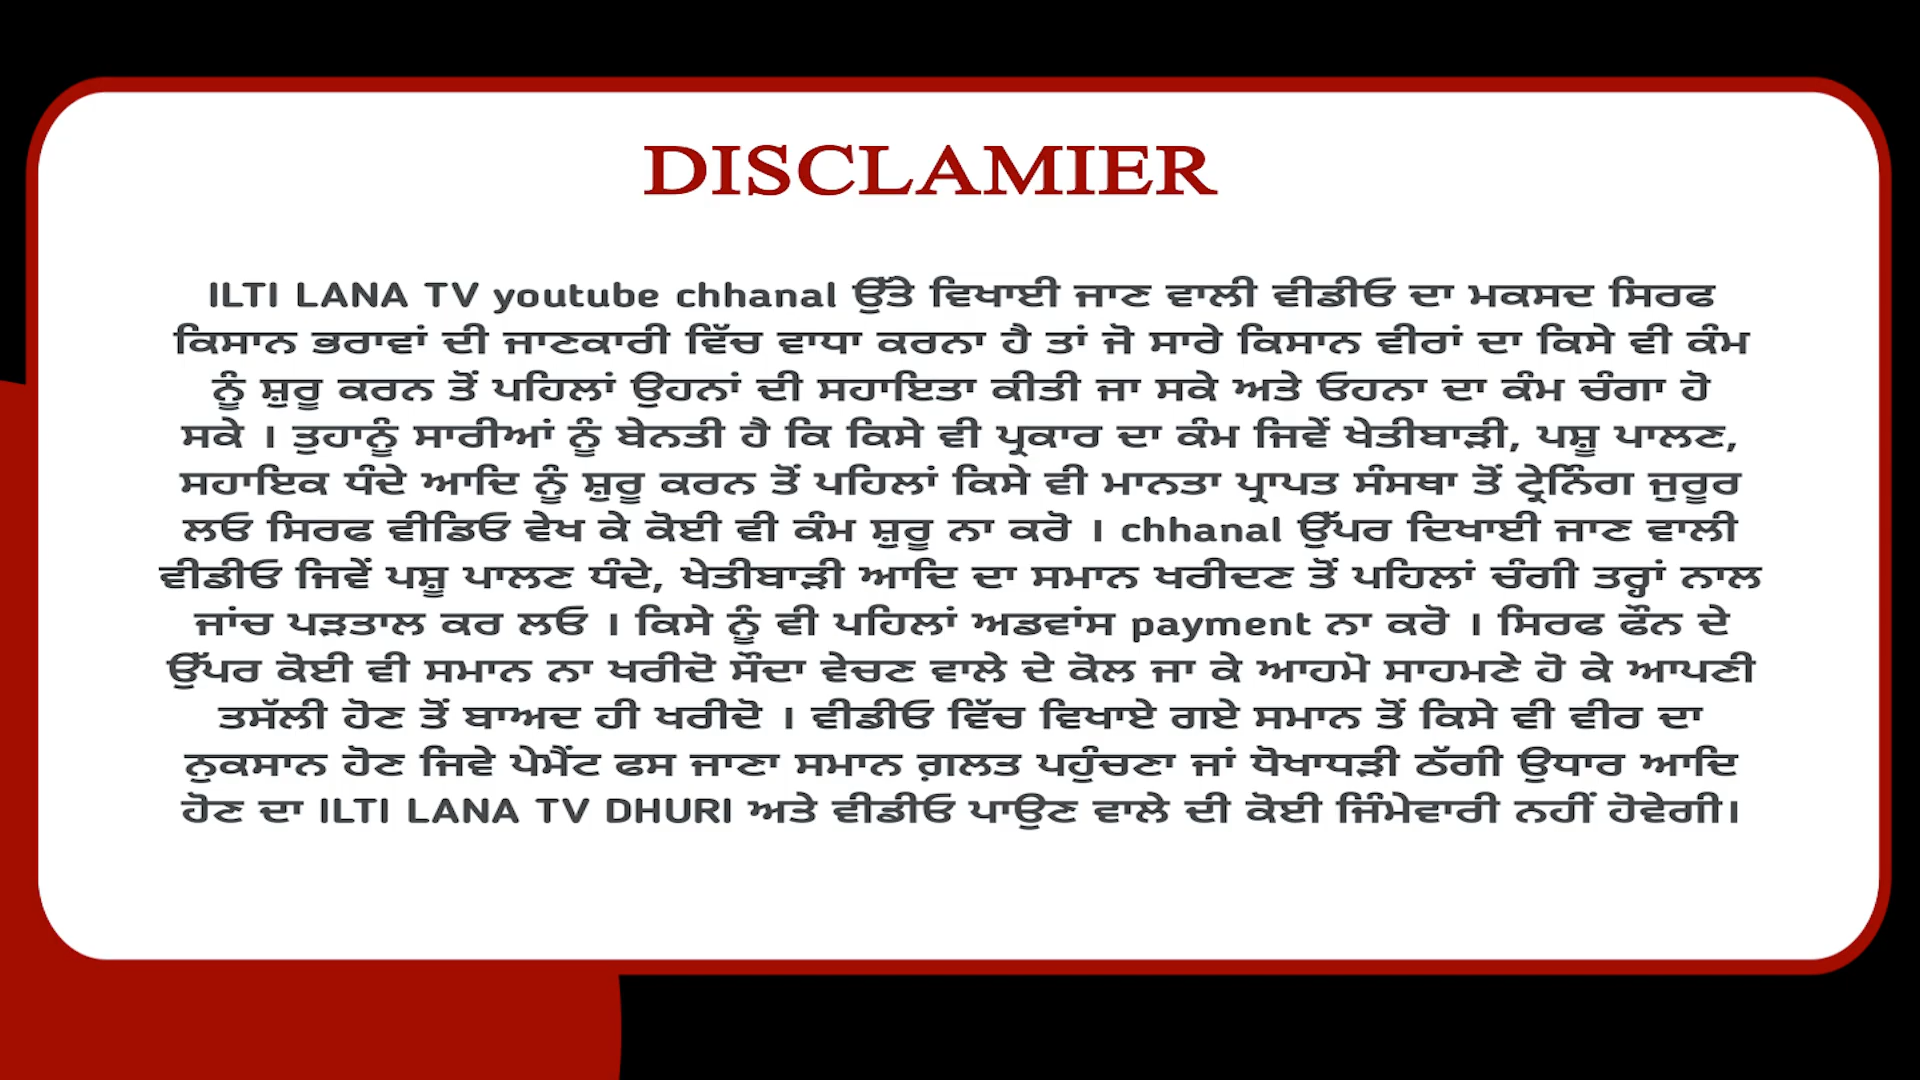 DISCLAMIER
ILTI LANA TV youtube chhanal ਉੱਤੇ ਵਿਖਾਈ ਜਾਣ ਵਾਲੀ ਵੀਡੀਓ ਦਾ ਮਕਸਦ ਸਿਰਫ
ਕਿਸਾਨ ਭਰਾਵਾਂ ਦੀ ਜਾਣਕਾਰੀ ਵਿੱਚ ਵਾਧਾ ਕਰਨਾ ਹੈ ਤਾਂ ਜੋ ਸਾਰੇ ਕਿਸਾਨ ਵੀਰਾਂ ਦਾ ਕਿਸੇ ਵੀ ਕੰਮ
ਨੂੰ ਸ਼ੁਰੂ ਕਰਨ ਤੋਂ ਪਹਿਲਾਂ ਉਹਨਾਂ ਦੀ ਸਹਾਇਤਾ ਕੀਤੀ ਜਾ ਸਕੇ ਅਤੇ ਓਹਨਾ ਦਾ ਕੰਮ ਚੰਗਾ ਹੋ
ਸਕੇ । ਤੁਹਾਨੂੰ ਸਾਰੀਆਂ ਨੂੰ ਬੇਨਤੀ ਹੈ ਕਿ ਕਿਸੇ ਵੀ ਪ੍ਰਕਾਰ ਦਾ ਕੰਮ ਜਿਵੇਂ ਖੇਤੀਬਾੜੀ, ਪਸ਼ੂ ਪਾਲਣ,
ਸਹਾਇਕ ਧੰਦੇ ਆਦਿ ਨੂੰ ਸ਼ੁਰੂ ਕਰਨ ਤੋਂ ਪਹਿਲਾਂ ਕਿਸੇ ਵੀ ਮਾਨਤਾ ਪ੍ਰਾਪਤ ਸੰਸਥਾ ਤੋਂ ਟ੍ਰੇਨਿੰਗ ਜੁਰੂਰ
ਲਓ ਸਿਰਫ ਵੀਡਿਓ ਵੇਖ ਕੇ ਕੋਈ ਵੀ ਕੰਮ ਸ਼ੁਰੂ ਨਾ ਕਰੋ । chhanal ਉੱਪਰ ਦਿਖਾਈ ਜਾਣ ਵਾਲੀ
ਵੀਡੀਓ ਜਿਵੇਂ ਪਸ਼ੂ ਪਾਲਣ ਧੰਦੇ, ਖੇਤੀਬਾੜੀ ਆਦਿ ਦਾ ਸਮਾਨ ਖਰੀਦਣ ਤੋਂ ਪਹਿਲਾਂ ਚੰਗੀ ਤਰ੍ਹਾਂ ਨਾਲ
ਜਾਂਚ ਪੜਤਾਲ ਕਰ ਲਓ । ਕਿਸੇ ਨੂੰ ਵੀ ਪਹਿਲਾਂ ਅਡਵਾਂਸ payment ਨਾ ਕਰੋ । ਸਿਰਫ ਫੌਨ ਦੇ
ਉੱਪਰ ਕੋਈ ਵੀ ਸਮਾਨ ਨਾ ਖਰੀਦੋ ਸੌਦਾ ਵੇਚਣ ਵਾਲੇ ਦੇ ਕੋਲ ਜਾ ਕੇ ਆਹਮੋ ਸਾਹਮਣੇ ਹੋ ਕੇ ਆਪਣੀ
ਤਸੱਲੀ ਹੋਣ ਤੋਂ ਬਾਅਦ ਹੀ ਖਰੀਦੋ । ਵੀਡੀਓ ਵਿੱਚ ਵਿਖਾਏ ਗਏ ਸਮਾਨ ਤੋਂ ਕਿਸੇ ਵੀ ਵੀਰ ਦਾ
ਨੁਕਸਾਨ ਹੋਣ ਜਿਵੇ ਪੇਮੈਂਟ ਫਸ ਜਾਣਾ ਸਮਾਨ ਗ਼ਲਤ ਪਹੁੰਚਣਾ ਜਾਂ ਧੋਖਾਧੜੀ ਠੱਗੀ ਉਧਾਰ ਆਦਿ
ਹੋਣ ਦਾ ILTI LANA TV DHURI ਅਤੇ ਵੀਡੀਓ ਪਾਉਣ ਵਾਲੇ ਦੀ ਕੋਈ ਜਿੰਮੇਵਾਰੀ ਨਹੀਂ ਹੋਵੇਗੀ।